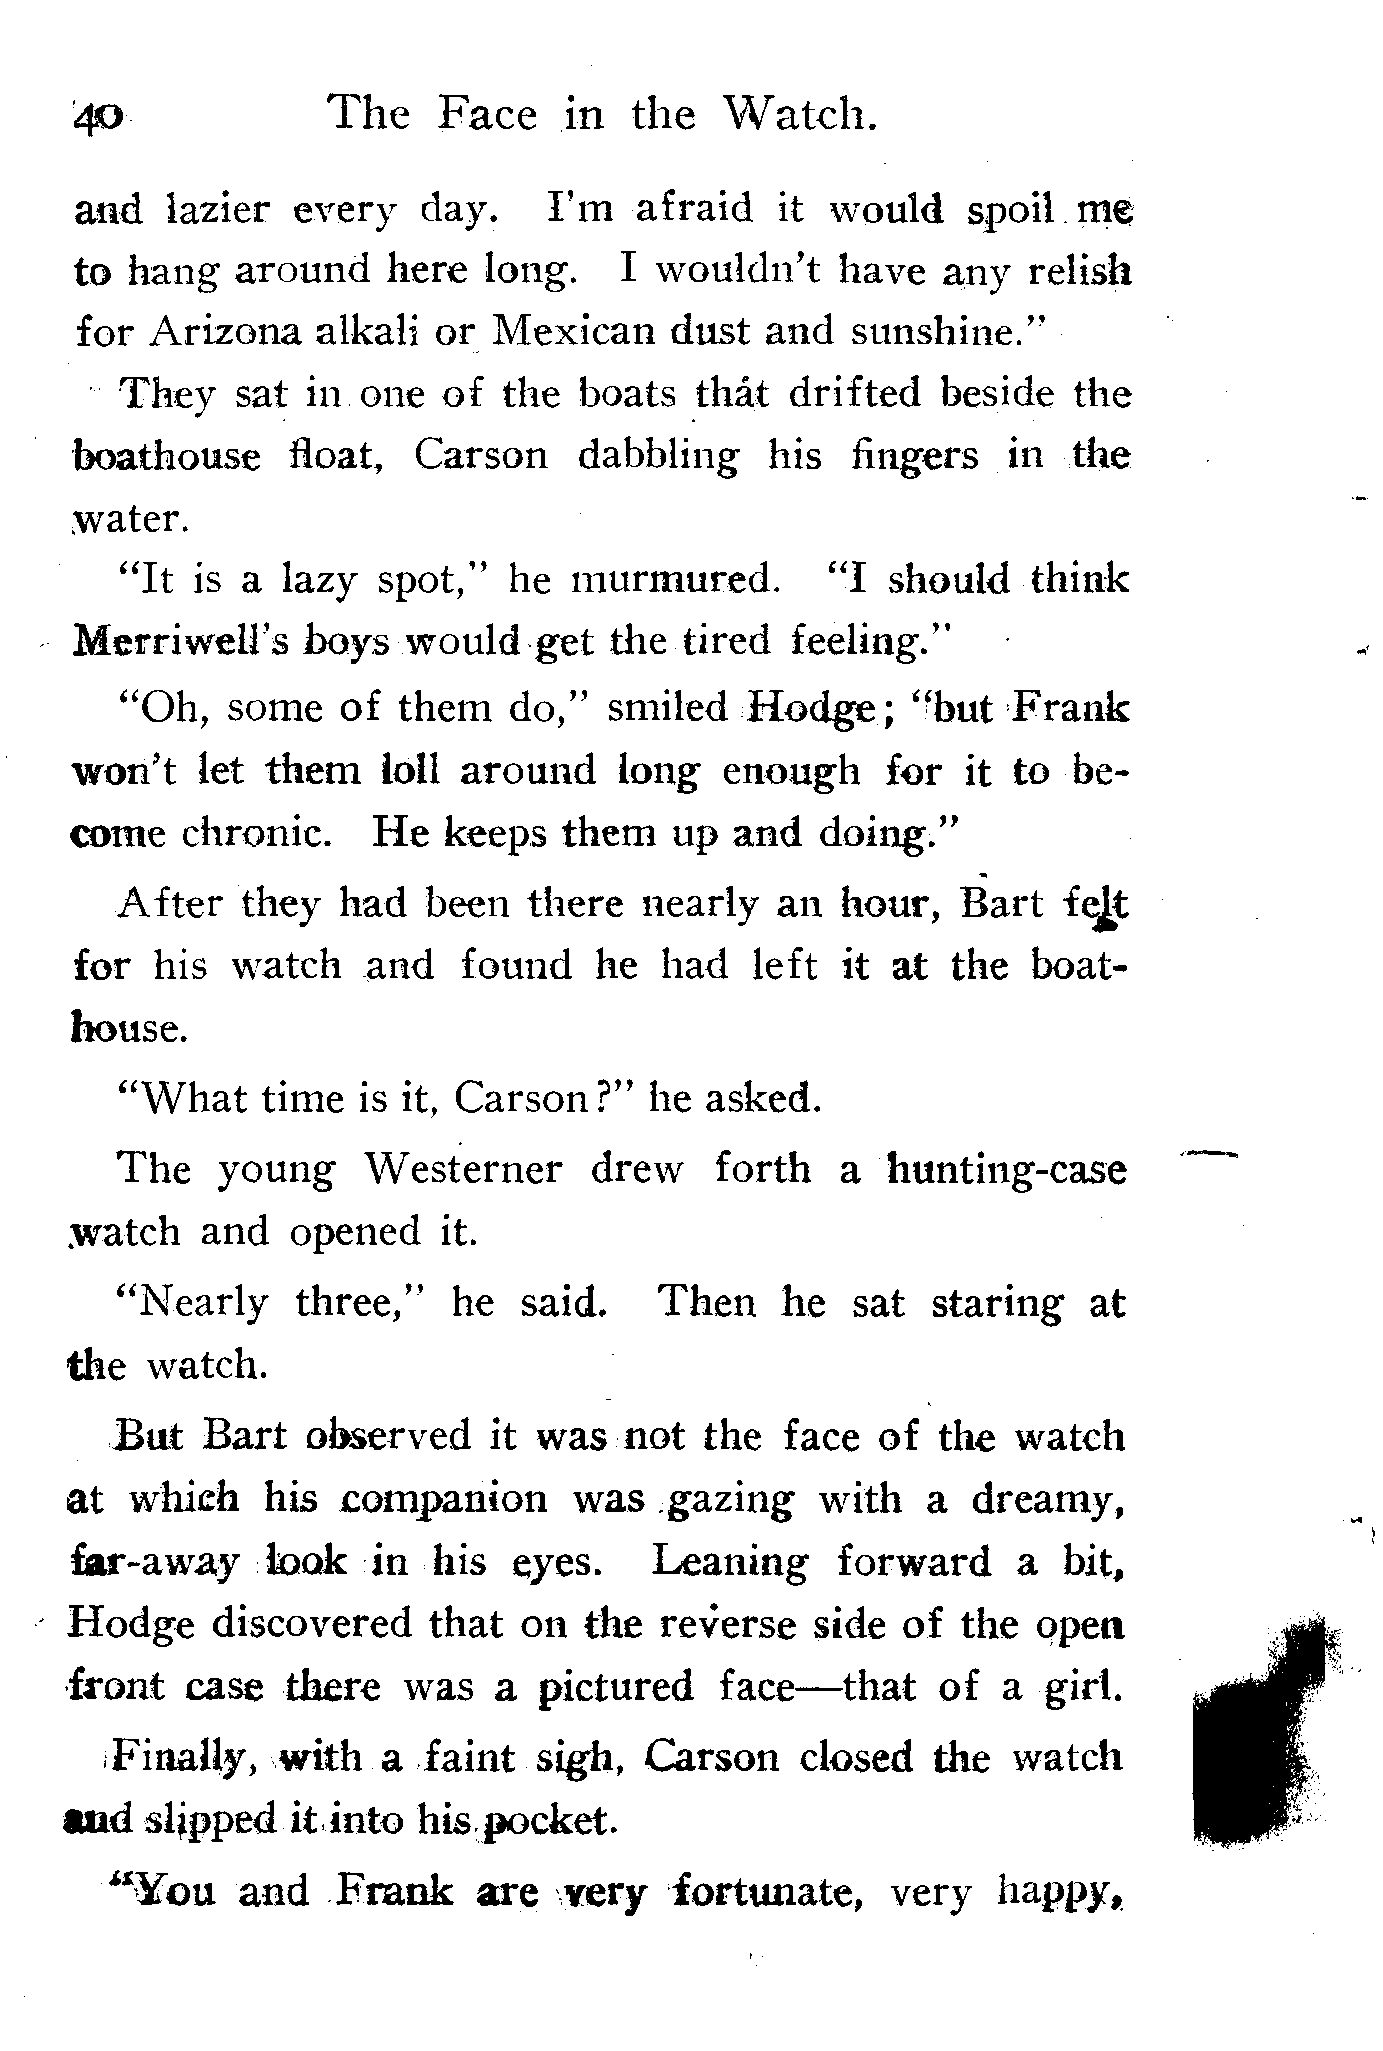 40 The Face in the Watch.
and lazier every day. I'm afraid it would spoil me
to hang around here long. I wouldn't have any relish
for Arizona alkali or Mexican dust and sunshine."
They sat in one of the boats that drifted beside the
boathouse float, Carson dabbling his fingers in the
water.
"It is a lazy spot," he murmured. "I should think
Merriwell's boys would get the tired feeling."
"Oh, some of them do," smiled Hodge; "but Frank
won't let them loll around long enough for it to be-
come chronic. He keeps them up and doing."
After they had been there nearly an hour, Bart felt
for his watch and found he had left it at the boat-
house.
"What time is it, Carson?" he asked.
The young Westerner drew forth a hunting-case
watch and opened it.
"Nearly three," he said. Then he sat staring at
the watch.
But Bart observed it was not the face of the watch
at which his companion was gazing with a dreamy,
far-away look in his eyes. Leaning forward a bit,
Hodge discovered that on the reverse side of the open
front case there was a pictured face—that of a girl.
Finally, with a faint sigh, Carson closed the watch
and slipped it into his pocket.
"You and Frank are very fortunate, very happy,